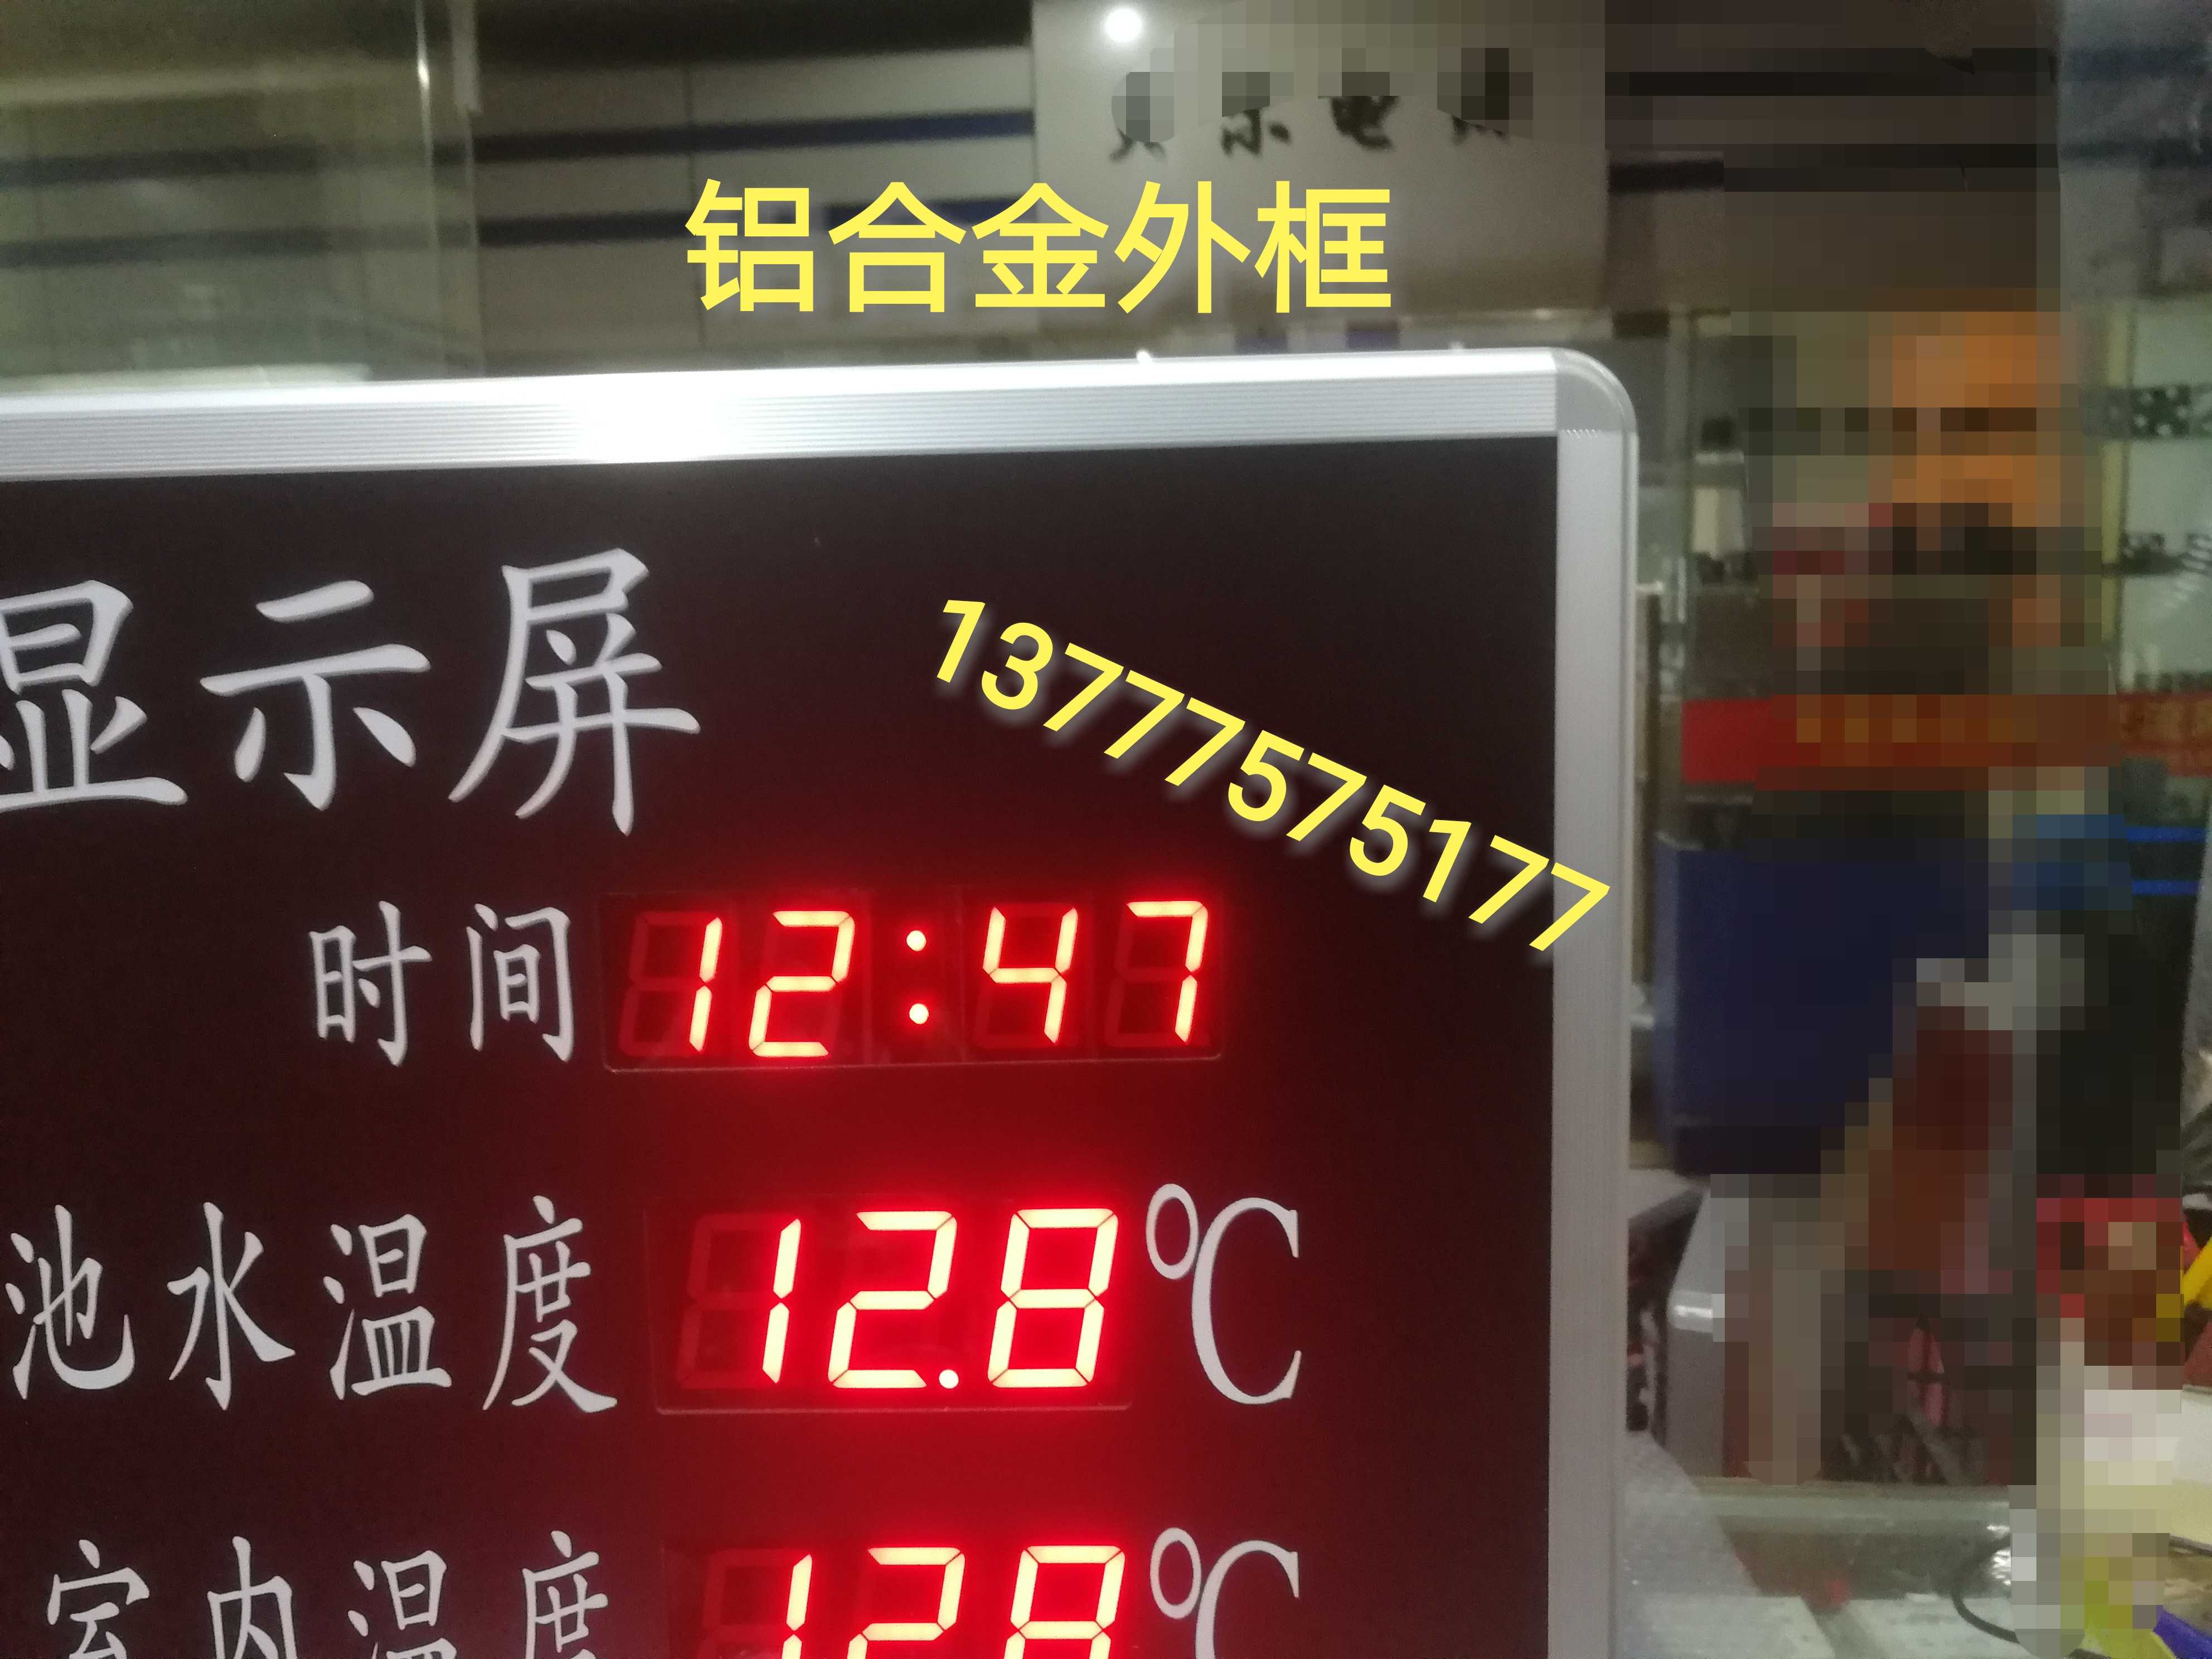 铝合金外框
显示屏
13777575177
时间 12:47
池水温度 12.8 ℃
室内温度 12.8 ℃